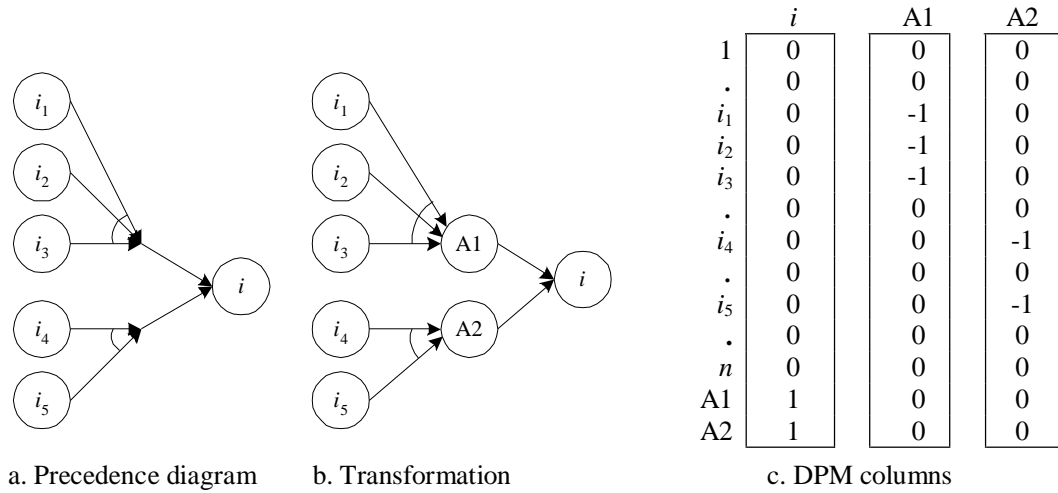 i₁
i₂
i₃
i₄
i₅
i
i₁
i₂
i₃
i₄
i₅
A1
A2
i
i A1 A2
1 0 0 0
. 0 0 0
i₁ 0 -1 0
i₂ 0 -1 0
i₃ 0 -1 0
. 0 0 0
i₄ 0 0 -1
. 0 0 0
i₅ 0 0 -1
. 0 0 0
n 0 0 0
A1 1 0 0
A2 1 0 0
a. Precedence diagram b. Transformation c. DPM columns